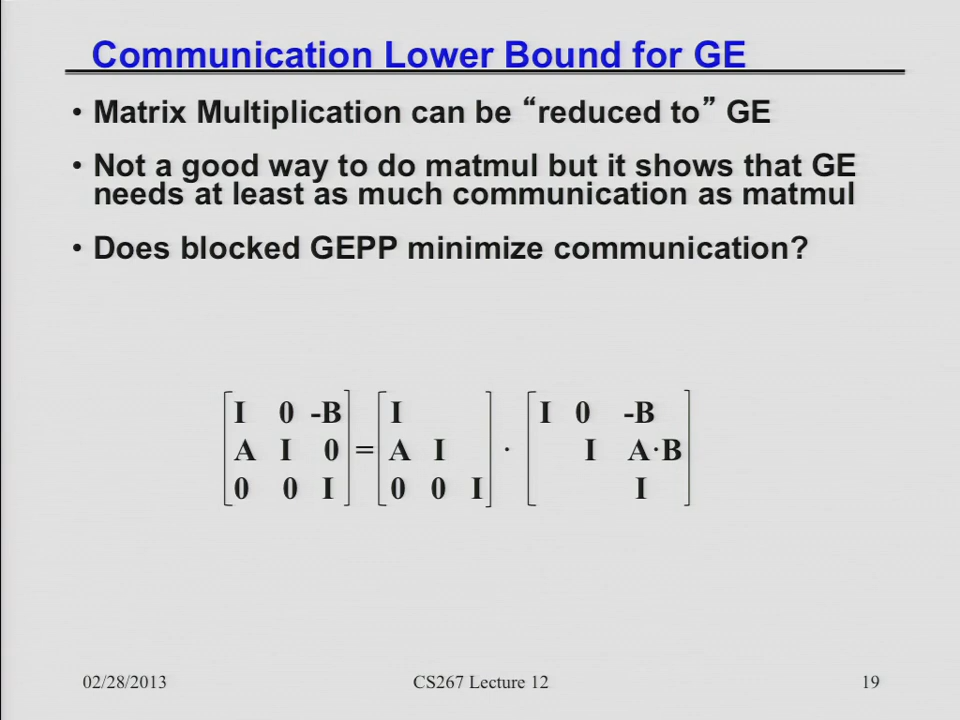 Communication Lower Bound for GE
• Matrix Multiplication can be “reduced to” GE
• Not a good way to do matmul but it shows that GE
needs at least as much communication as matmul
• Does blocked GEPP minimize communication?
I 0 -B I I 0 -B
A I 0 = A I · I A·B
0 0 I 0 0 I I
02/28/2013 CS267 Lecture 12 19